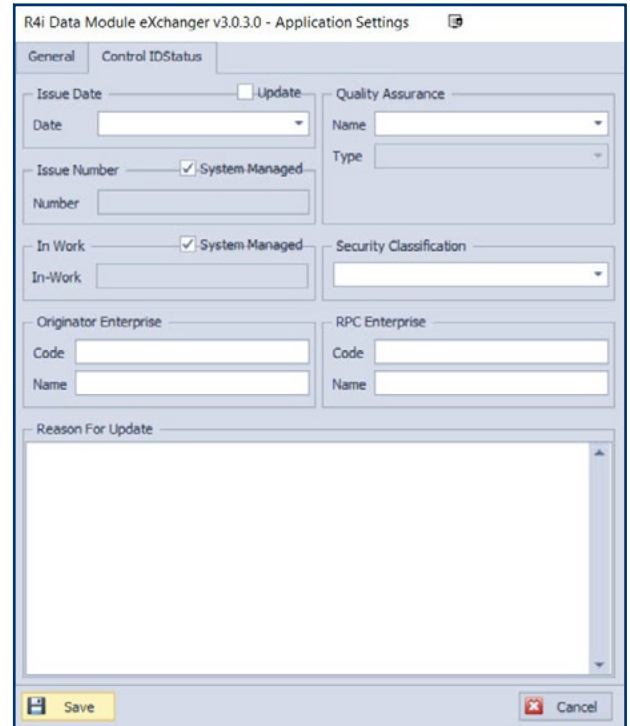 R4i Data Module eXchanger v3.0.3.0 - Application Settings
General Control IDStatus
Issue Date Update
Date
Issue Number System Managed
Number
In Work System Managed
In-Work
Quality Assurance
Name
Type
Security Classification
Originator Enterprise
Code
Name
RPC Enterprise
Code
Name
Reason For Update
Save Cancel